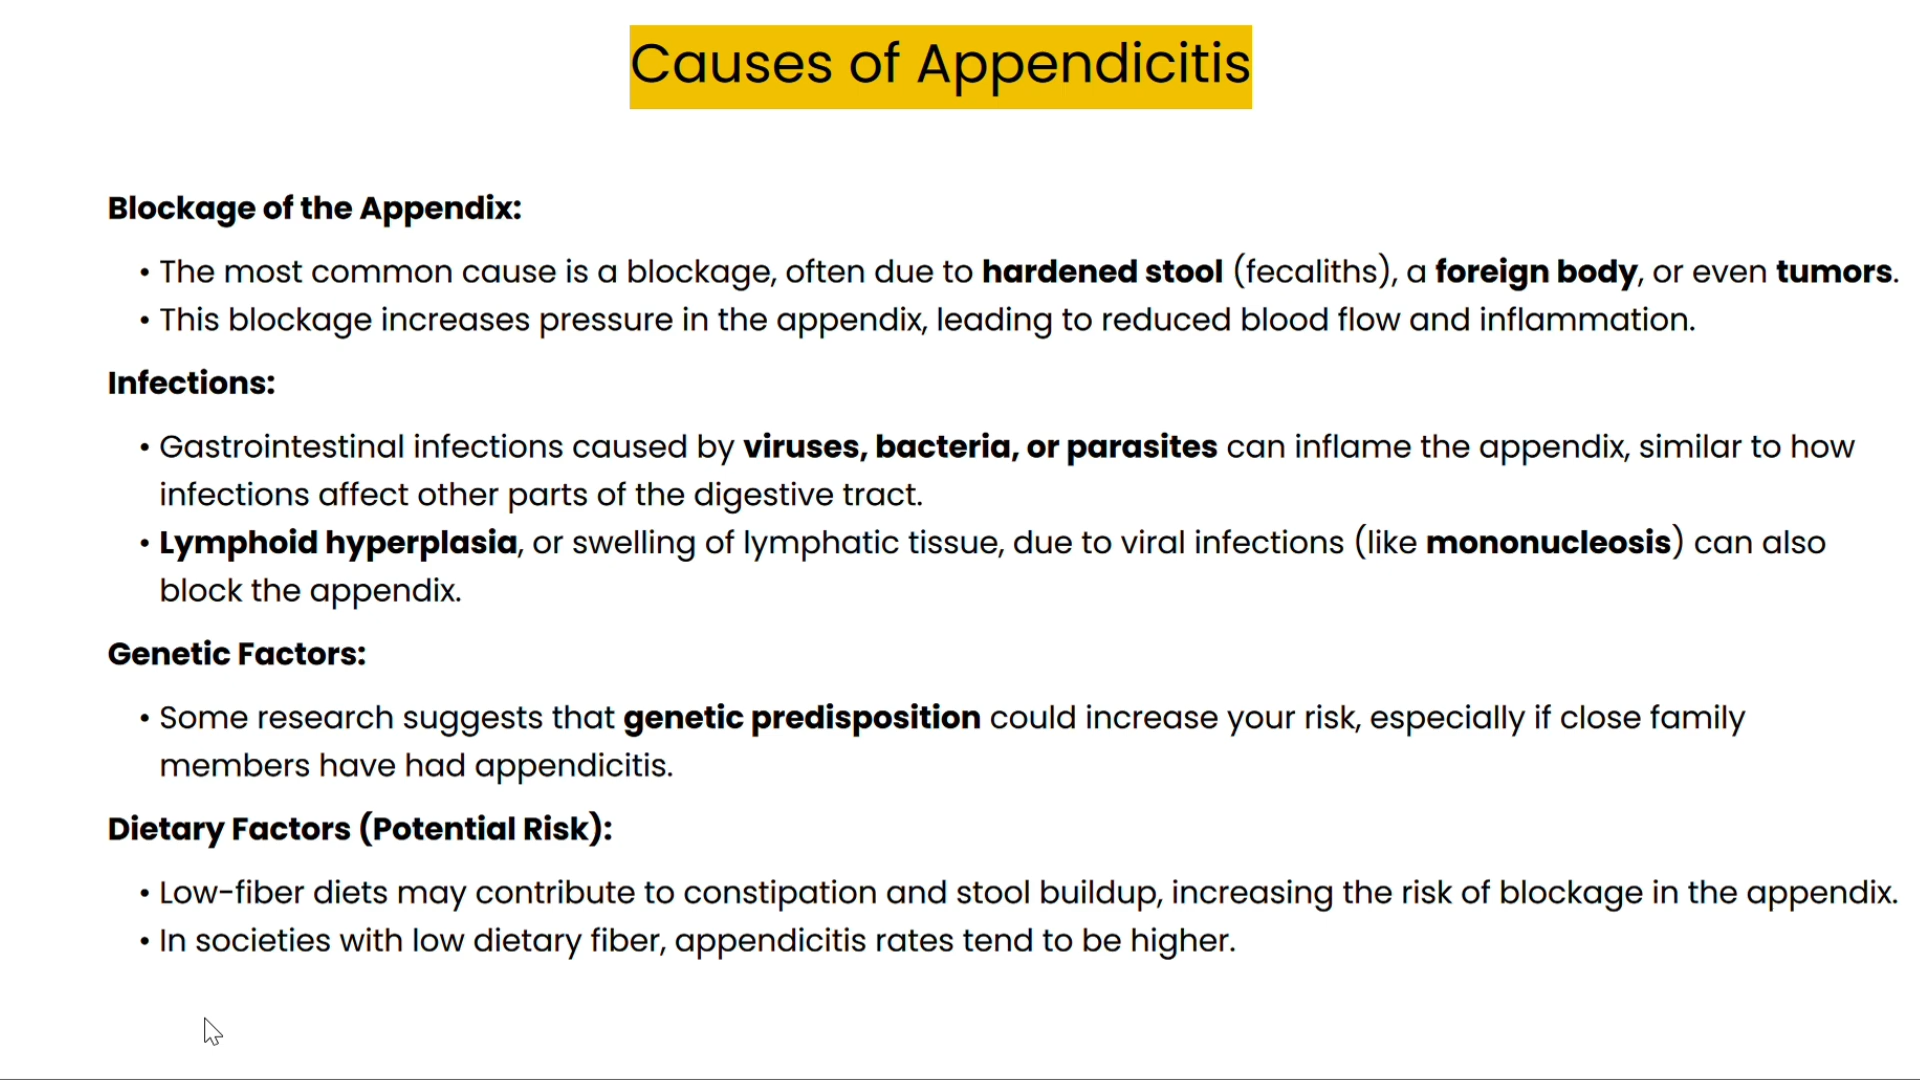 Causes of Appendicitis
Blockage of the Appendix:
• The most common cause is a blockage, often due to hardened stool (fecaliths), a foreign body, or even tumors.
• This blockage increases pressure in the appendix, leading to reduced blood flow and inflammation.
Infections:
• Gastrointestinal infections caused by viruses, bacteria, or parasites can inflame the appendix, similar to how
infections affect other parts of the digestive tract.
• Lymphoid hyperplasia, or swelling of lymphatic tissue, due to viral infections (like mononucleosis) can also
block the appendix.
Genetic Factors:
• Some research suggests that genetic predisposition could increase your risk, especially if close family
members have had appendicitis.
Dietary Factors (Potential Risk):
• Low-fiber diets may contribute to constipation and stool buildup, increasing the risk of blockage in the appendix.
• In societies with low dietary fiber, appendicitis rates tend to be higher.